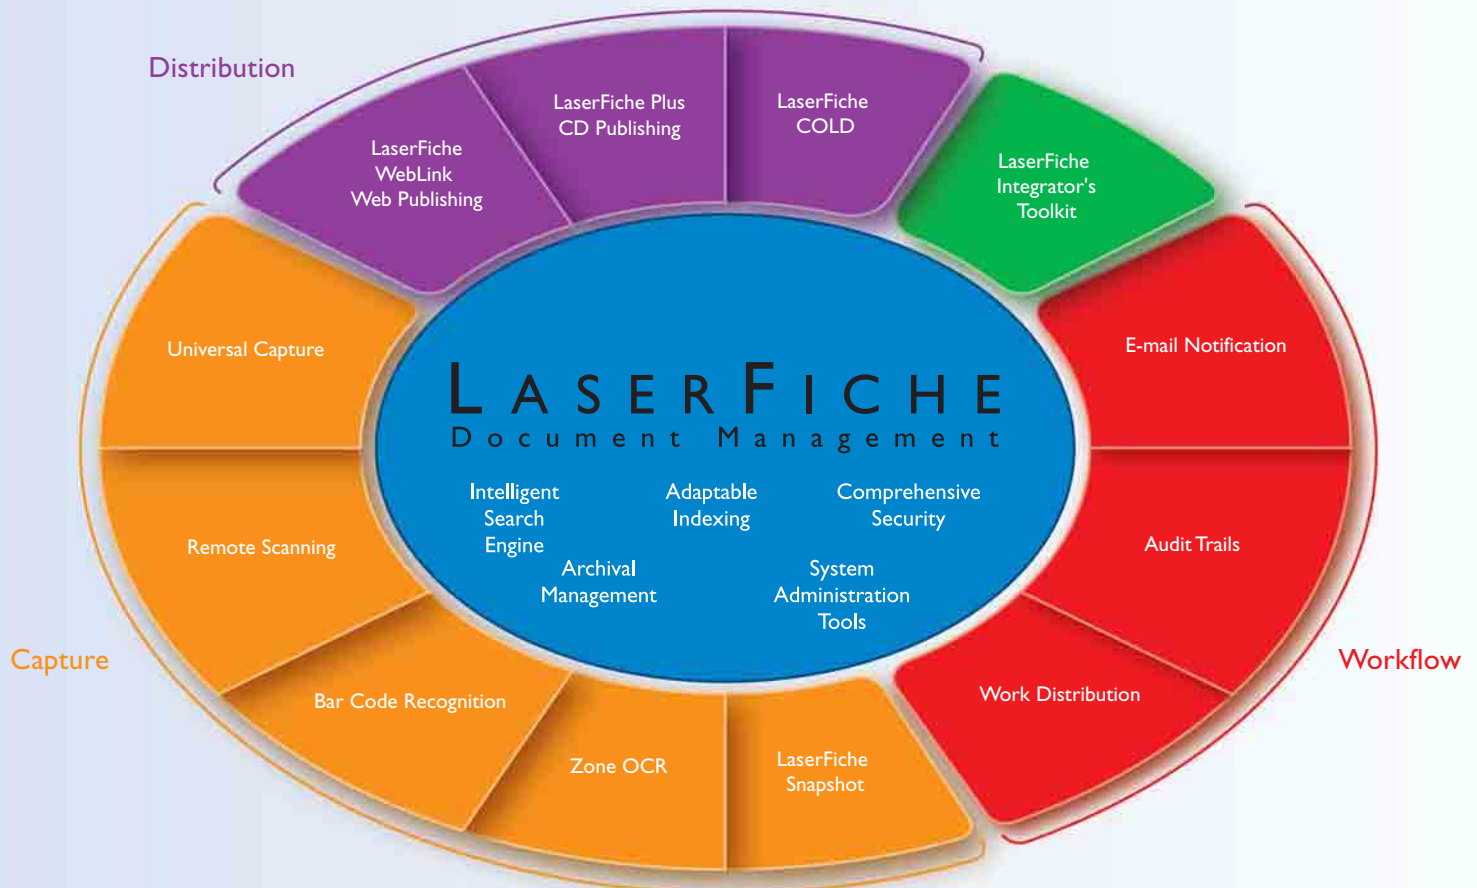 Distribution
LaserFiche
WebLink
Web Publishing
LaserFiche Plus
CD Publishing
LaserFiche
COLD
LaserFiche
Integrator's
Toolkit
Universal Capture
Remote Scanning
Bar Code Recognition
Zone OCR
LaserFiche
Snapshot
Capture
E-mail Notification
Audit Trails
Work Distribution
Workflow
LASERFICHE
Document Management
Intelligent
Search
Engine
Adaptable
Indexing
Comprehensive
Security
Archival
Management
System
Administration
Tools